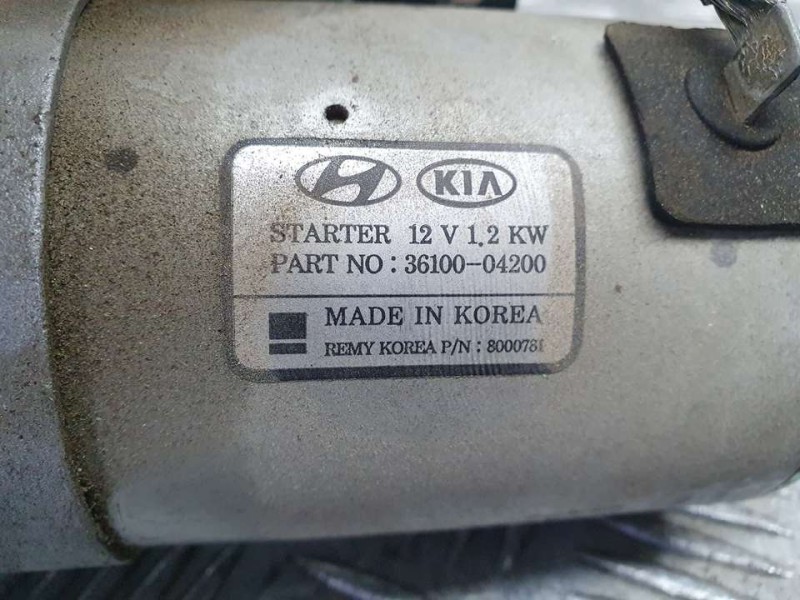 KIA
STARTER 12 V 1.2 KW
PART NO : 36100-04200
MADE IN KOREA
REMY KOREA P/N : 8000781